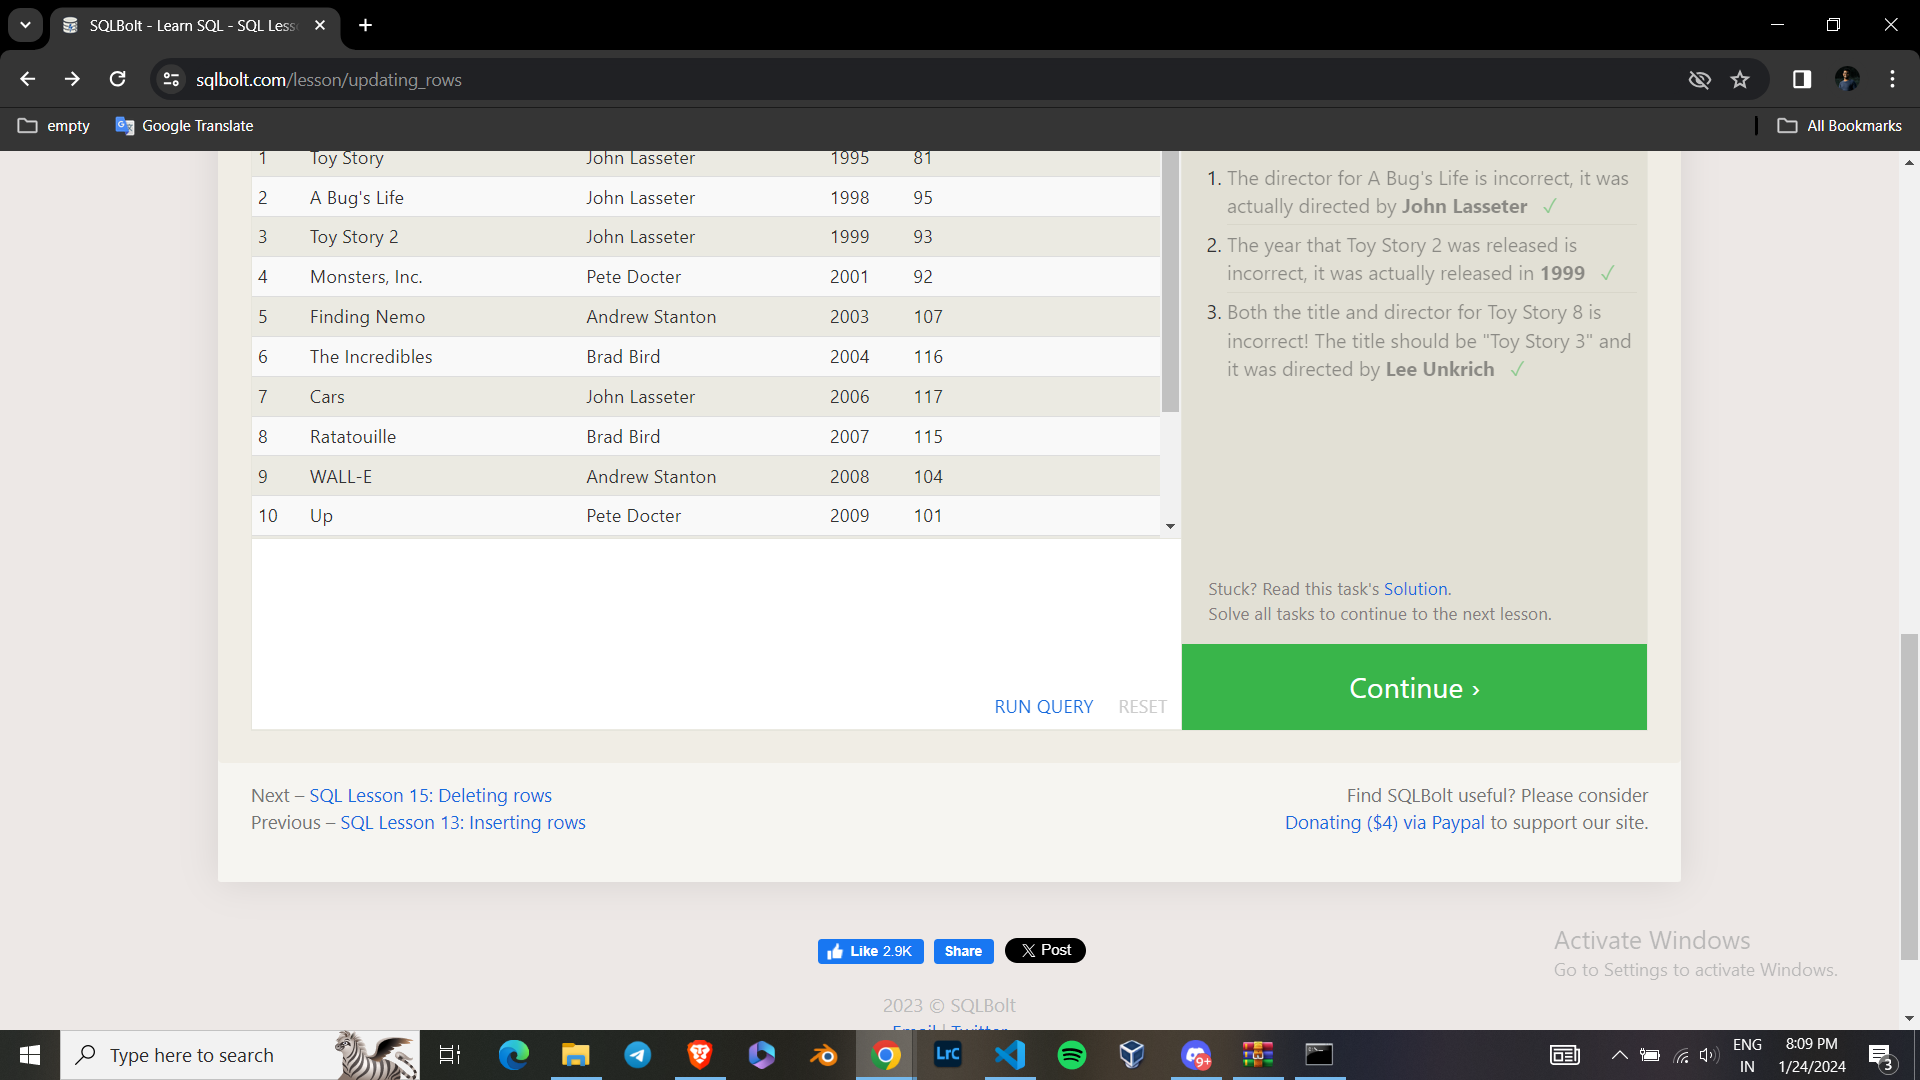 SQLBolt - Learn SQL - SQL Less
sqlbolt.com/lesson/updating_rows
empty
Google Translate
All Bookmarks
1 Toy Story John Lasseter 1995 81
2 A Bug's Life John Lasseter 1998 95
3 Toy Story 2 John Lasseter 1999 93
4 Monsters, Inc. Pete Docter 2001 92
5 Finding Nemo Andrew Stanton 2003 107
6 The Incredibles Brad Bird 2004 116
7 Cars John Lasseter 2006 117
8 Ratatouille Brad Bird 2007 115
9 WALL-E Andrew Stanton 2008 104
10 Up Pete Docter 2009 101
RUN QUERY RESET
1. The director for A Bug's Life is incorrect, it was
actually directed by John Lasseter ✓
2. The year that Toy Story 2 was released is
incorrect, it was actually released in 1999 ✓
3. Both the title and director for Toy Story 8 is
incorrect! The title should be "Toy Story 3" and
it was directed by Lee Unkrich ✓
Stuck? Read this task's Solution.
Solve all tasks to continue to the next lesson.
Continue ›
Next – SQL Lesson 15: Deleting rows
Previous – SQL Lesson 13: Inserting rows
Find SQLBolt useful? Please consider
Donating ($4) via Paypal to support our site.
Like 2.9K
Share
X Post
2023 © SQLBolt
Email | Twitter
Activate Windows
Go to Settings to activate Windows.
Type here to search
Lrc
9+
ENG
IN
8:09 PM
1/24/2024
3